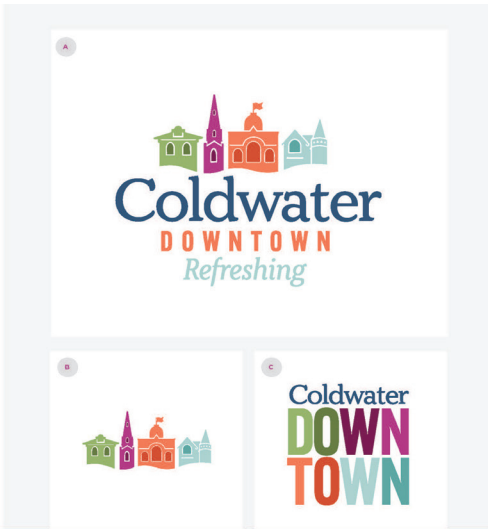 A
Coldwater
DOWNTOWN
Refreshing
B
C
Coldwater
DOWN
TOWN